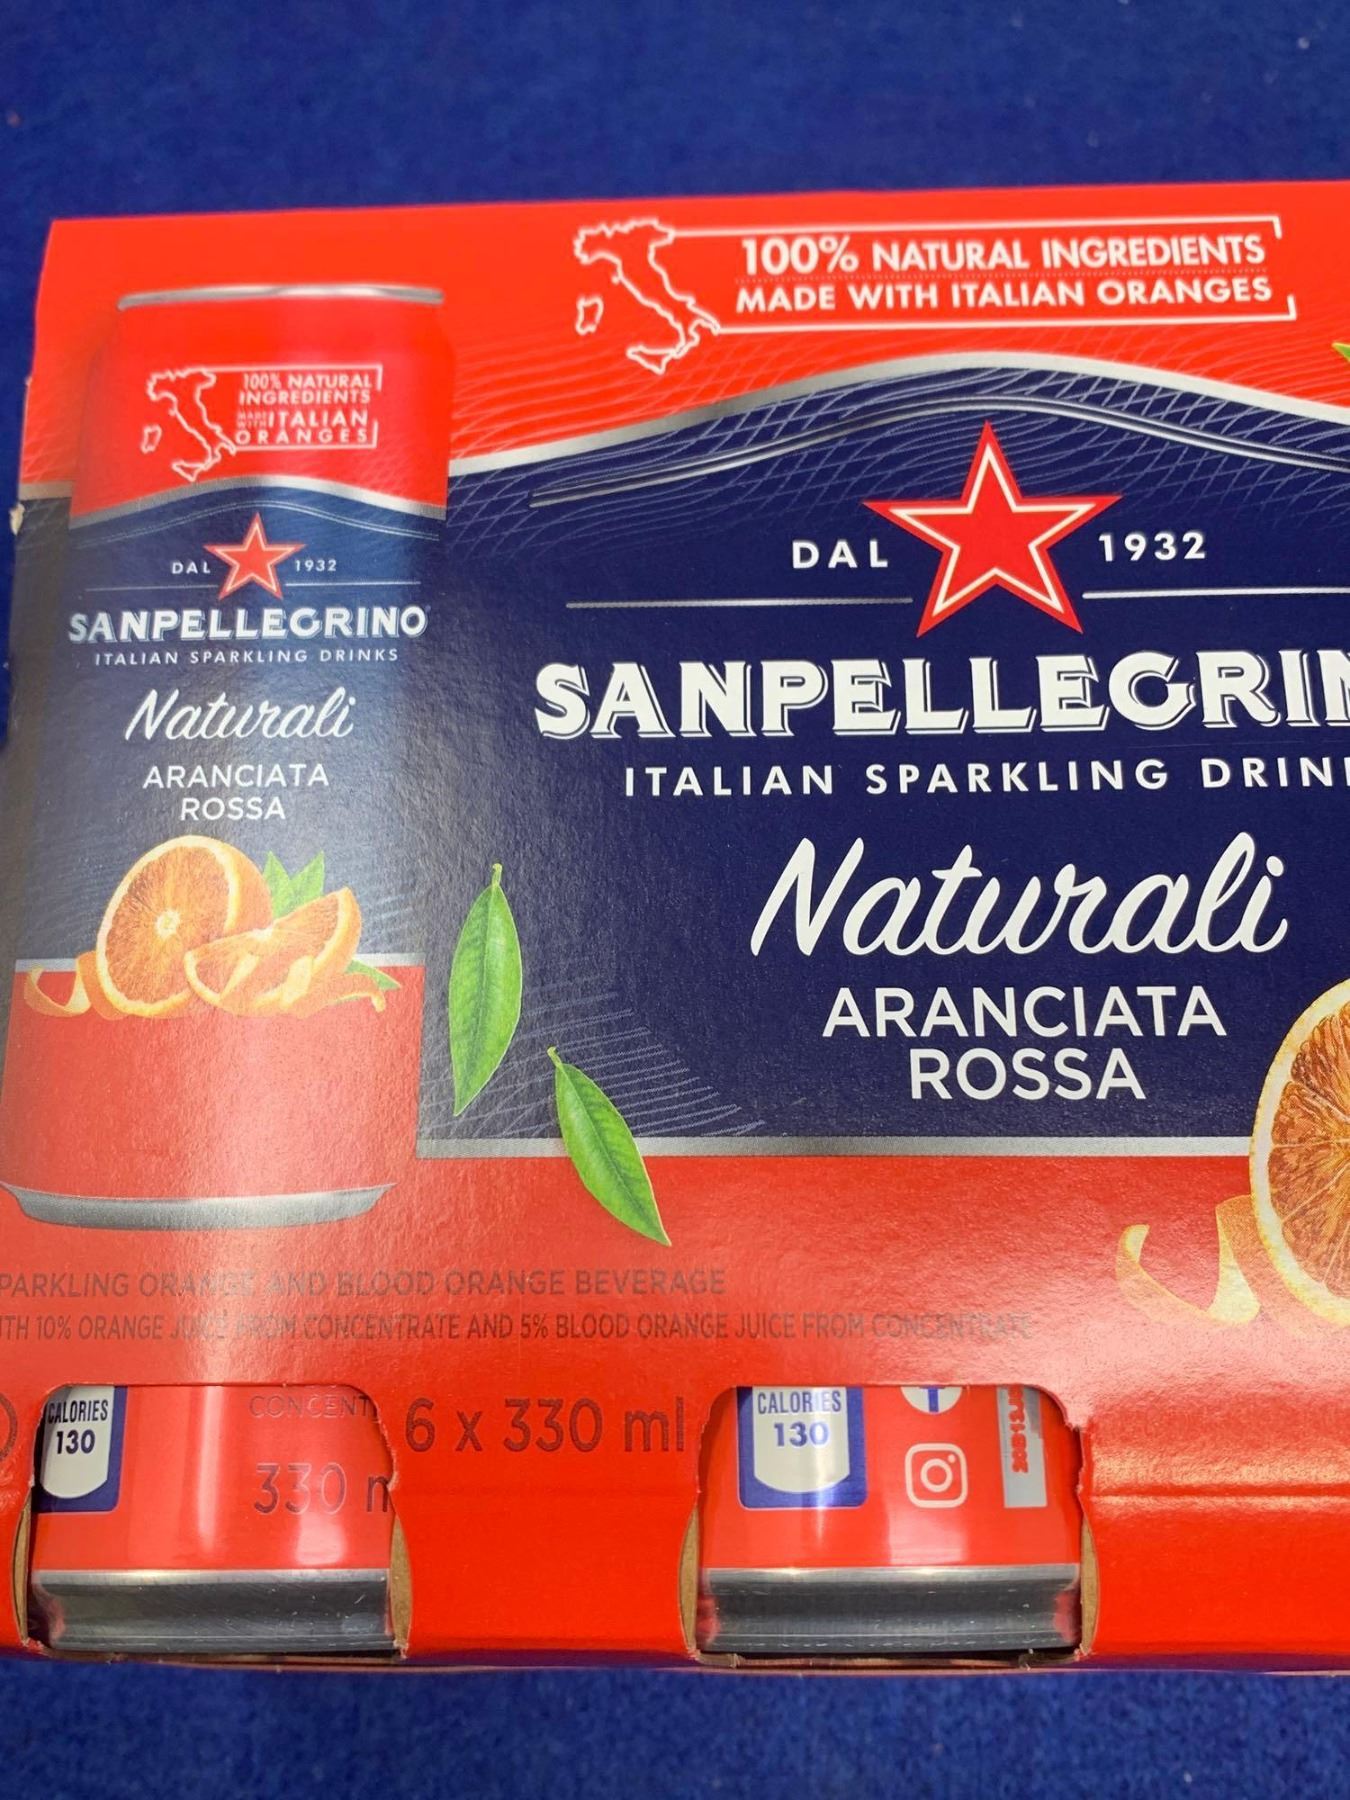 100% NATURAL INGREDIENTS
MADE WITH ITALIAN ORANGES
100% NATURAL
INGREDIENTS
MADE WITH ITALIAN
ORANGES
DAL 1932
SANPELLEGRINO
ITALIAN SPARKLING DRINKS
Naturali
ARANCIATA
ROSSA
DAL 1932
SANPELLEGRIN
ITALIAN SPARKLING DRIN
Naturali
ARANCIATA
ROSSA
PARKLING ORANGE AND BLOOD ORANGE BEVERAGE
TH 10% ORANGE JUICE FROM CONCENTRATE AND 5% BLOOD ORANGE JUICE FROM CONCENTRATE
CALORIES
130
CONCENT
330 m
6 x 330 ml
CALORIES
130